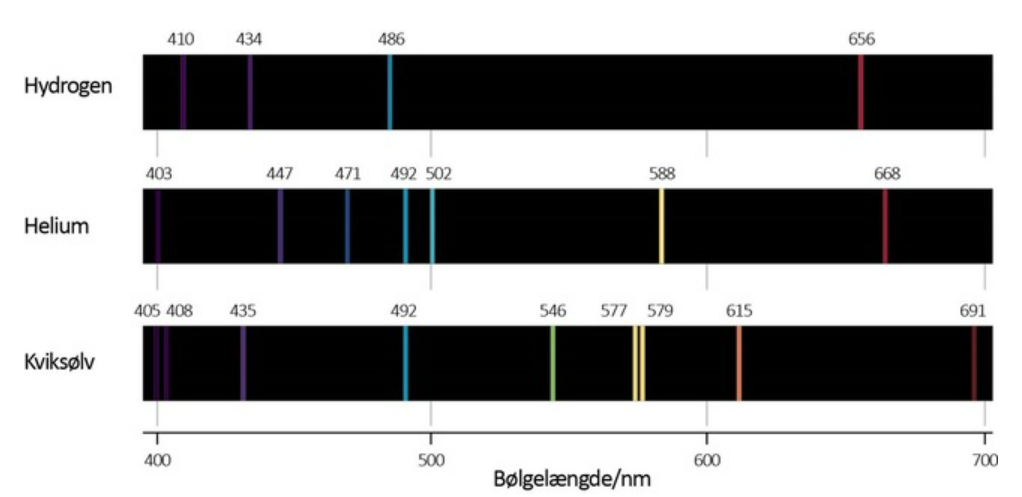 410 434 486 656
Hydrogen
403 447 471 492 502 588 668
Helium
405 408 435 492 546 577 579 615 691
Kviksølv
400 500 600 700
Bølgelængde/nm